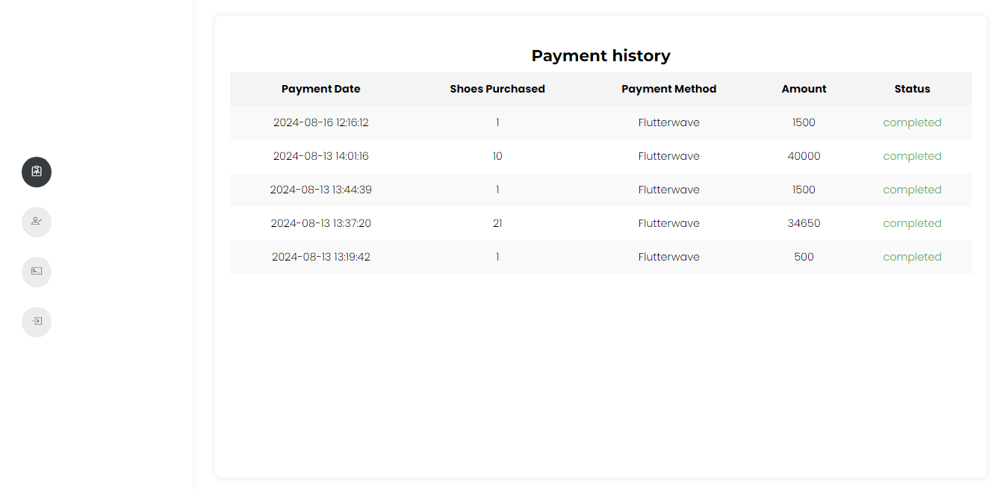 Payment history
Payment Date Shoes Purchased Payment Method Amount Status
2024-08-16 12:16:12 1 Flutterwave 1500 completed
2024-08-13 14:01:16 10 Flutterwave 40000 completed
2024-08-13 13:44:39 1 Flutterwave 1500 completed
2024-08-13 13:37:20 21 Flutterwave 34650 completed
2024-08-13 13:19:42 1 Flutterwave 500 completed